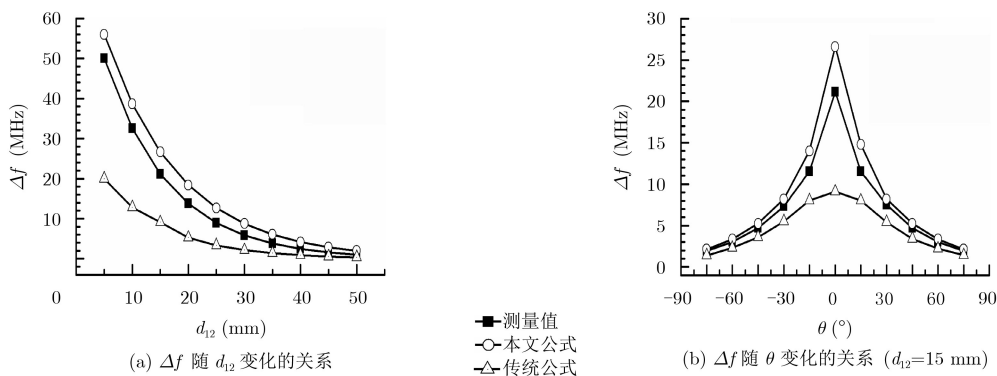 60
50
40
30
20
10
0
Δf (MHz)
10 20 30 40 50
d₁₂ (mm)
(a) Δf 随 d₁₂ 变化的关系
测量值
本文公式
传统公式
30
25
20
15
10
5
0
Δf (MHz)
−90 −60 −30 0 30 60 90
θ (°)
(b) Δf 随 θ 变化的关系 (d₁₂=15 mm)